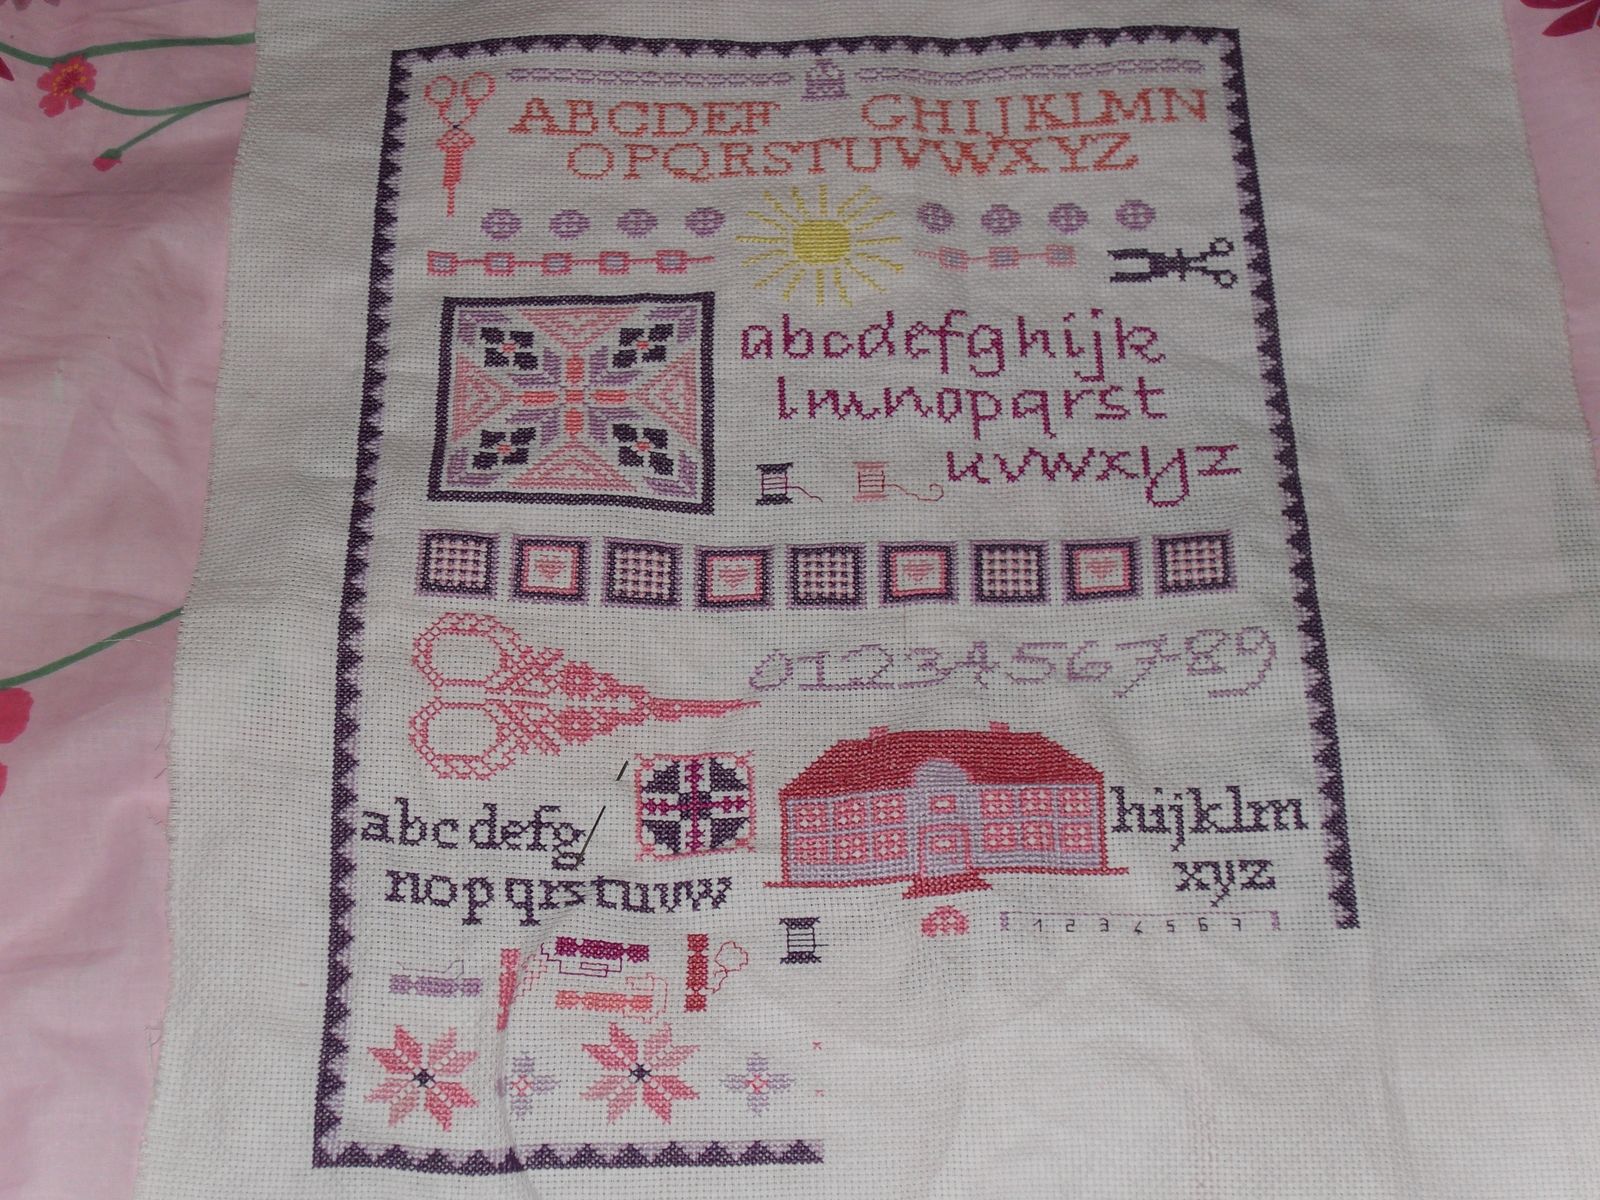 ABCDEF GHIJKLMN
OPQRSTUVWXYZ
abcdefghijk
lmnopqrst
uvwxyz
0123456789
abcdefg hijklm
nopqrstuvw xyz
1 2 3 4 5 6 7